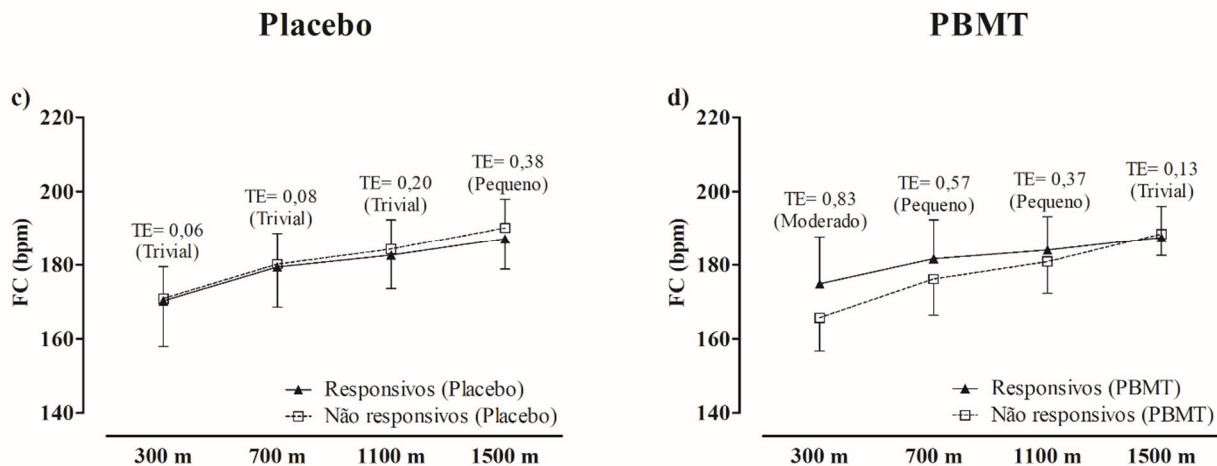 Placebo
PBMT
c)
220
200
180
160
140
FC (bpm)
TE= 0,06
(Trivial)
TE= 0,08
(Trivial)
TE= 0,20
(Trivial)
TE= 0,38
(Pequeno)
Responsivos (Placebo)
Não responsivos (Placebo)
300 m
700 m
1100 m
1500 m
d)
220
200
180
160
140
FC (bpm)
TE= 0,83
(Moderado)
TE= 0,57
(Pequeno)
TE= 0,37
(Pequeno)
TE= 0,13
(Trivial)
Responsivos (PBMT)
Não responsivos (PBMT)
300 m
700 m
1100 m
1500 m